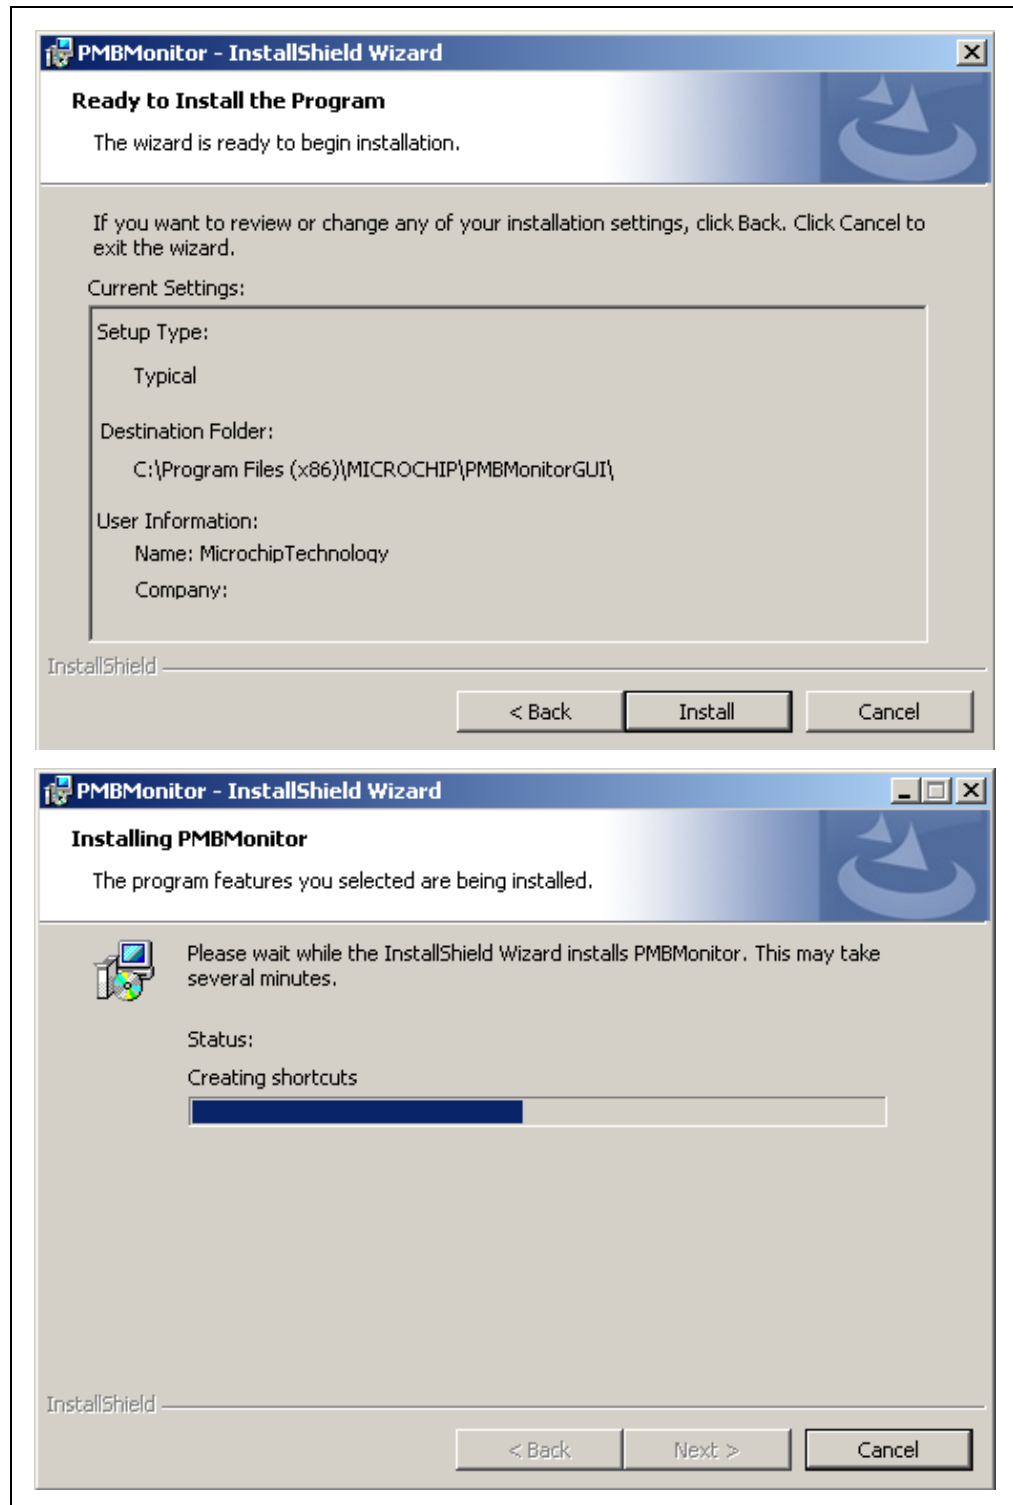 PMBMonitor - InstallShield Wizard
Ready to Install the Program
The wizard is ready to begin installation.
If you want to review or change any of your installation settings, click Back. Click Cancel to
exit the wizard.
Current Settings:
Setup Type:
Typical
Destination Folder:
C:\Program Files (x86)\MICROCHIP\PMBMonitorGUI\
User Information:
Name: MicrochipTechnology
Company:
InstallShield
< Back
Install
Cancel
PMBMonitor - InstallShield Wizard
Installing PMBMonitor
The program features you selected are being installed.
Please wait while the InstallShield Wizard installs PMBMonitor. This may take
several minutes.
Status:
Creating shortcuts
InstallShield
< Back
Next >
Cancel